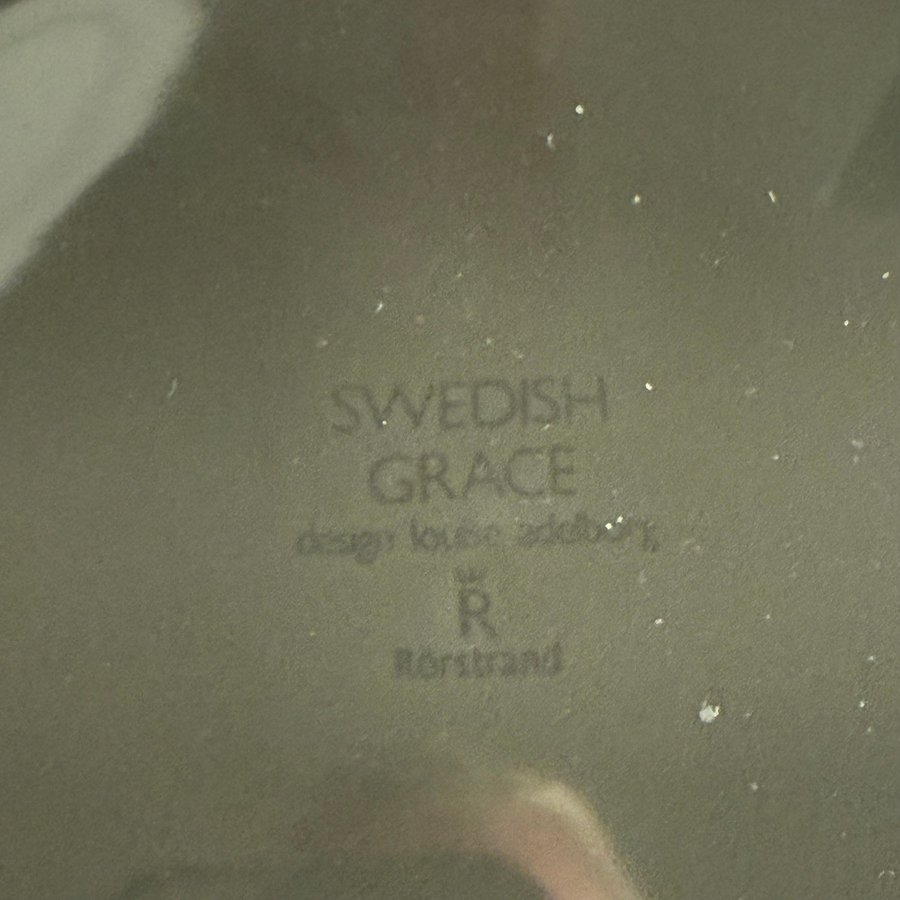 SWEDISH
GRACE
design louise adelborg
R
Rörstrand